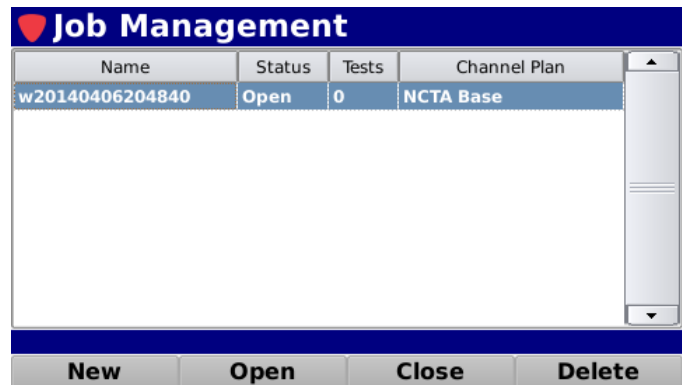 Job Management
Name Status Tests Channel Plan
w20140406204840 Open 0 NCTA Base
New Open Close Delete